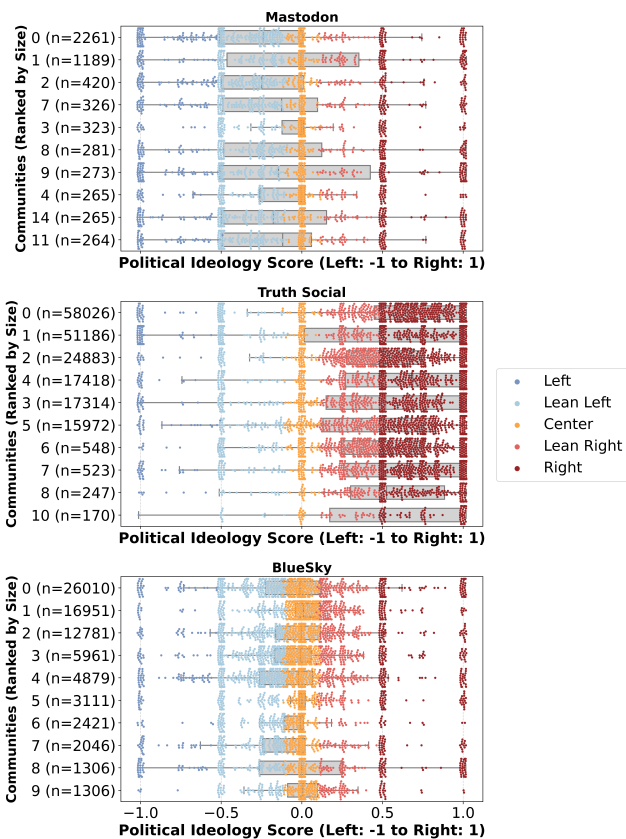 Mastodon
Communities (Ranked by Size)
0 (n=2261)
1 (n=1189)
2 (n=420)
7 (n=326)
3 (n=323)
8 (n=281)
9 (n=273)
4 (n=265)
14 (n=265)
11 (n=264)
Political Ideology Score (Left: -1 to Right: 1)
Truth Social
Communities (Ranked by Size)
0 (n=58026)
1 (n=51186)
2 (n=24883)
4 (n=17418)
3 (n=17314)
5 (n=15972)
6 (n=548)
7 (n=523)
8 (n=247)
10 (n=170)
Political Ideology Score (Left: -1 to Right: 1)
Left
Lean Left
Center
Lean Right
Right
BlueSky
Communities (Ranked by Size)
0 (n=26010)
1 (n=16951)
2 (n=12781)
3 (n=5961)
4 (n=4879)
5 (n=3111)
6 (n=2421)
7 (n=2046)
8 (n=1306)
9 (n=1306)
−1.0 −0.5 0.0 0.5 1.0
Political Ideology Score (Left: -1 to Right: 1)